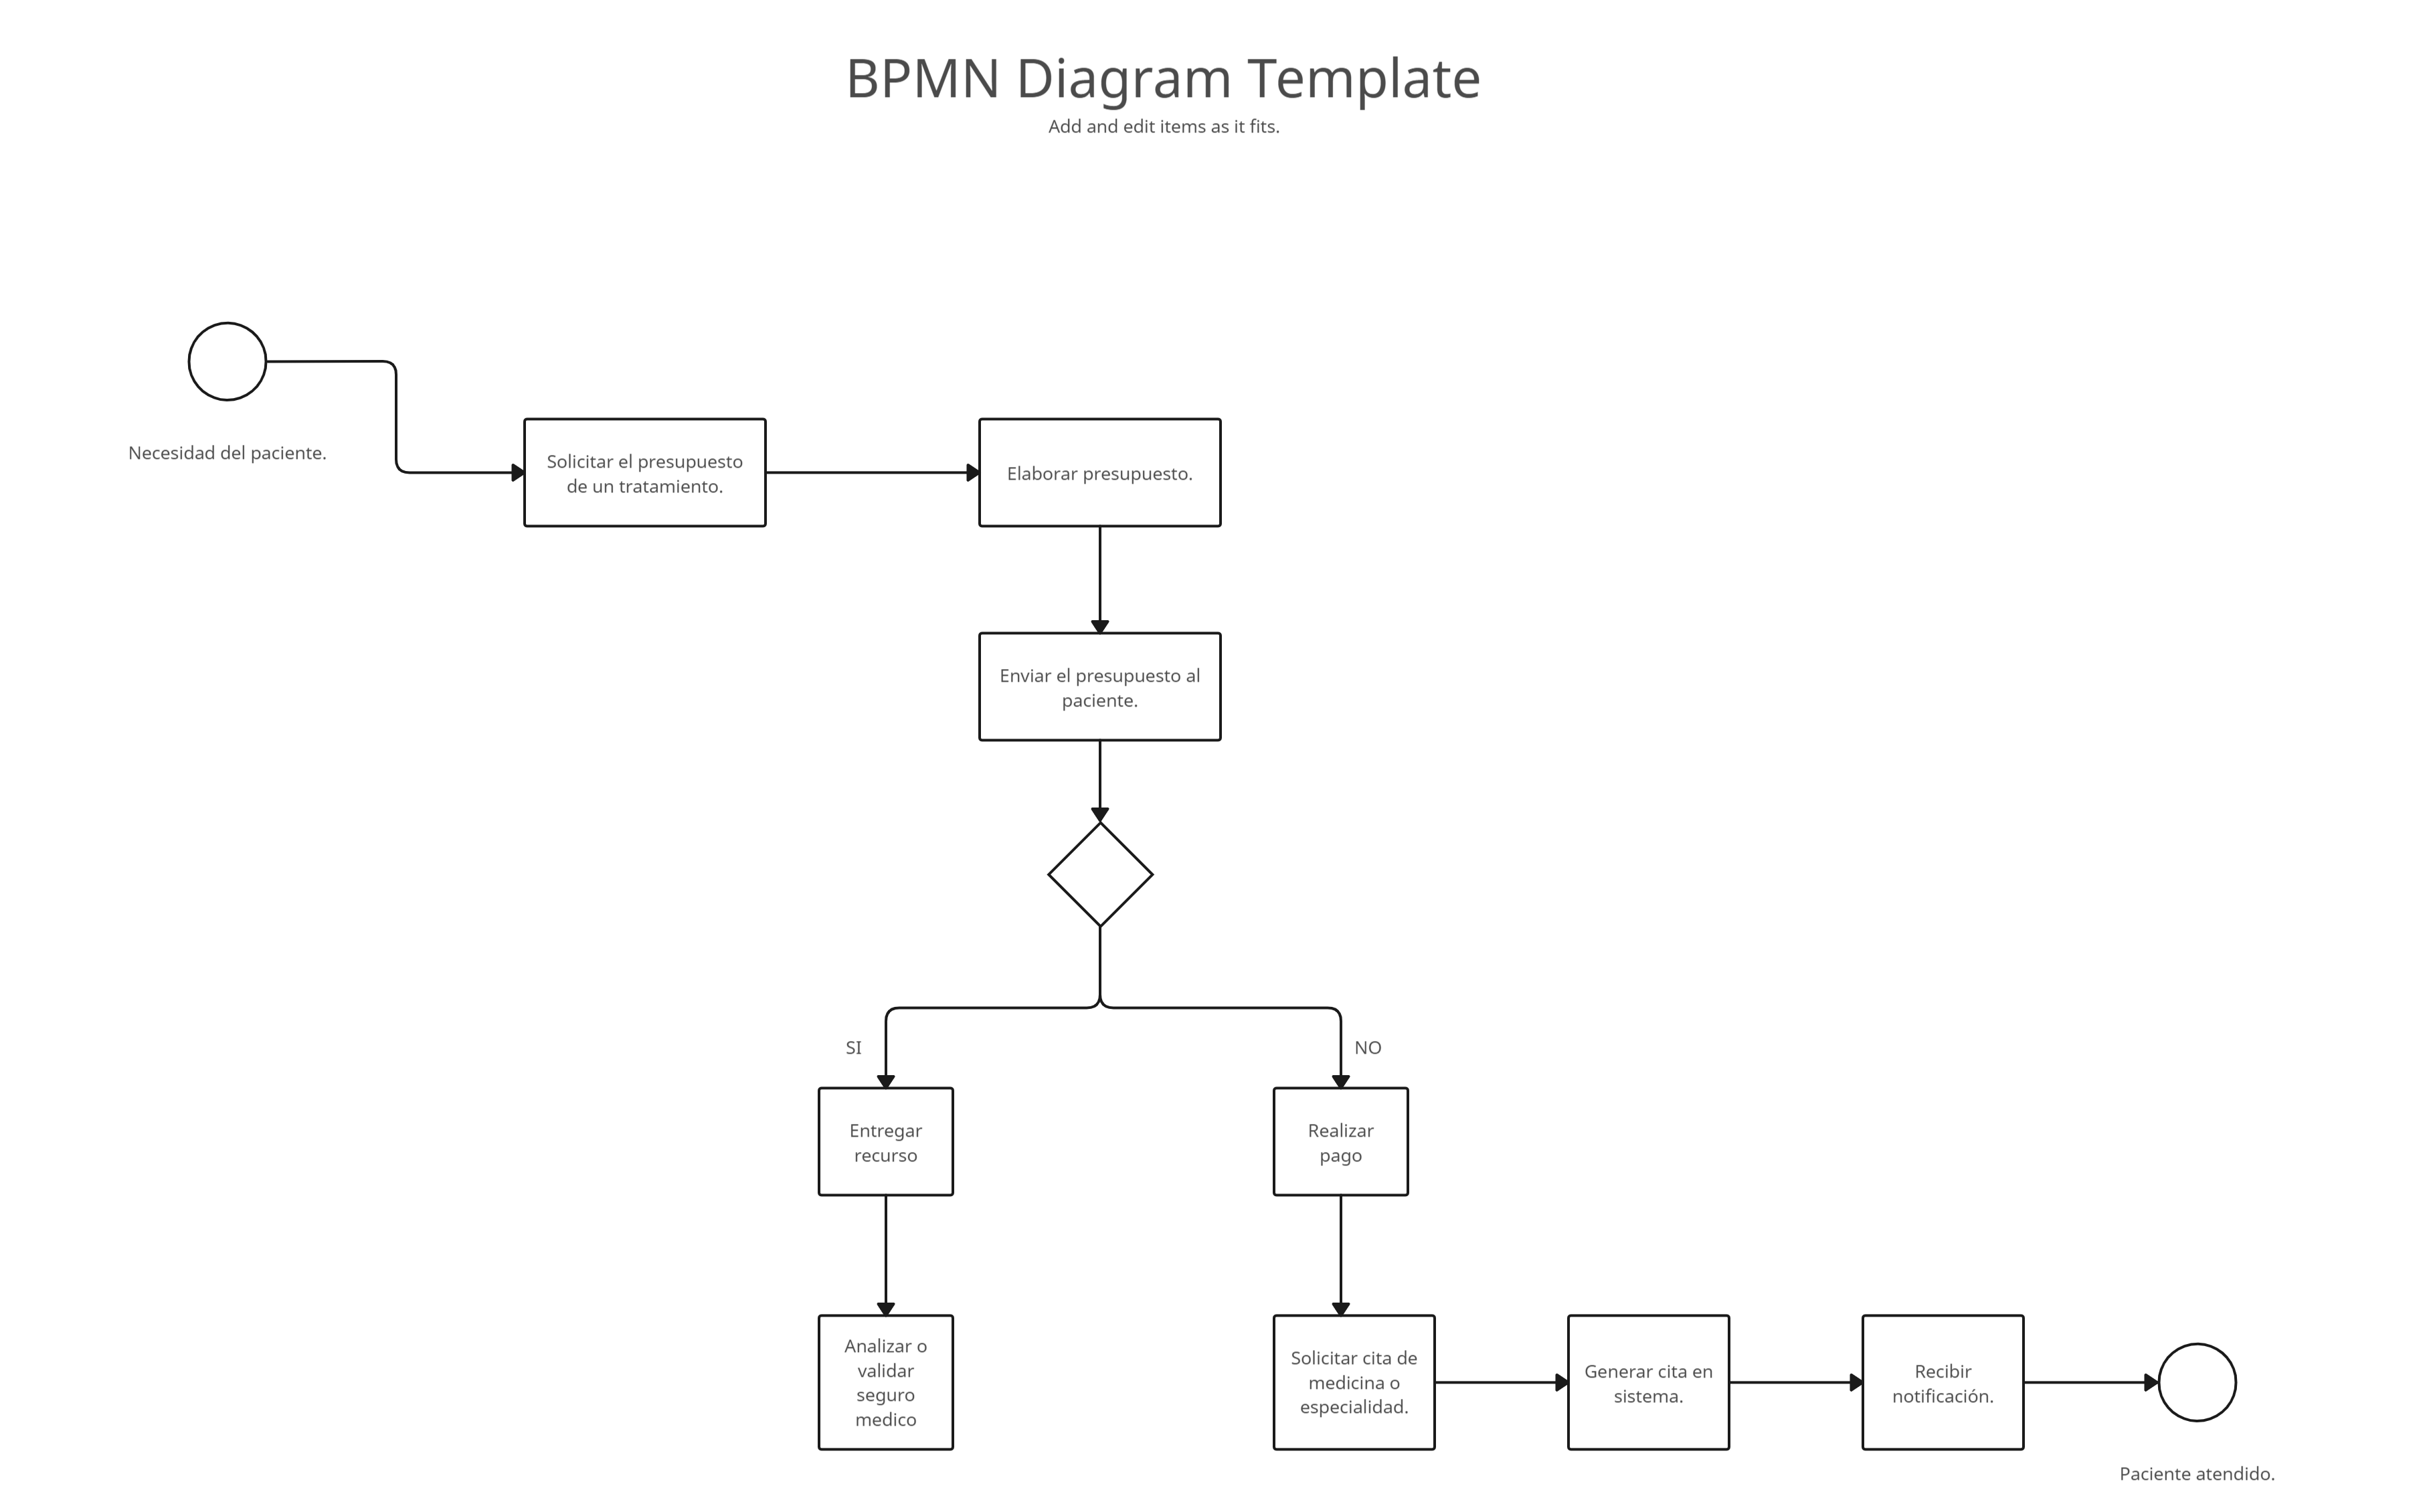 BPMN Diagram Template
Add and edit items as it fits.
Necesidad del paciente.
Solicitar el presupuesto
de un tratamiento.
Elaborar presupuesto.
Enviar el presupuesto al
paciente.
SI
NO
Entregar
recurso
Realizar
pago
Analizar o
validar
seguro
medico
Solicitar cita de
medicina o
especialidad.
Generar cita en
sistema.
Recibir
notificación.
Paciente atendido.